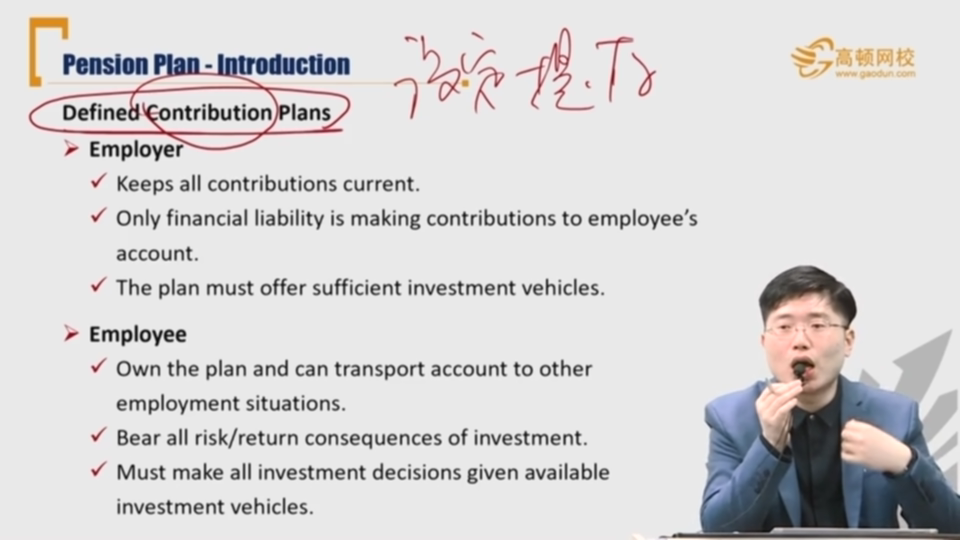 Pension Plan - Introduction
设定提存
高顿网校
www.gaodun.com
Defined Contribution Plans
Employer
Keeps all contributions current.
Only financial liability is making contributions to employee's
account.
The plan must offer sufficient investment vehicles.
Employee
Own the plan and can transport account to other
employment situations.
Bear all risk/return consequences of investment.
Must make all investment decisions given available
investment vehicles.